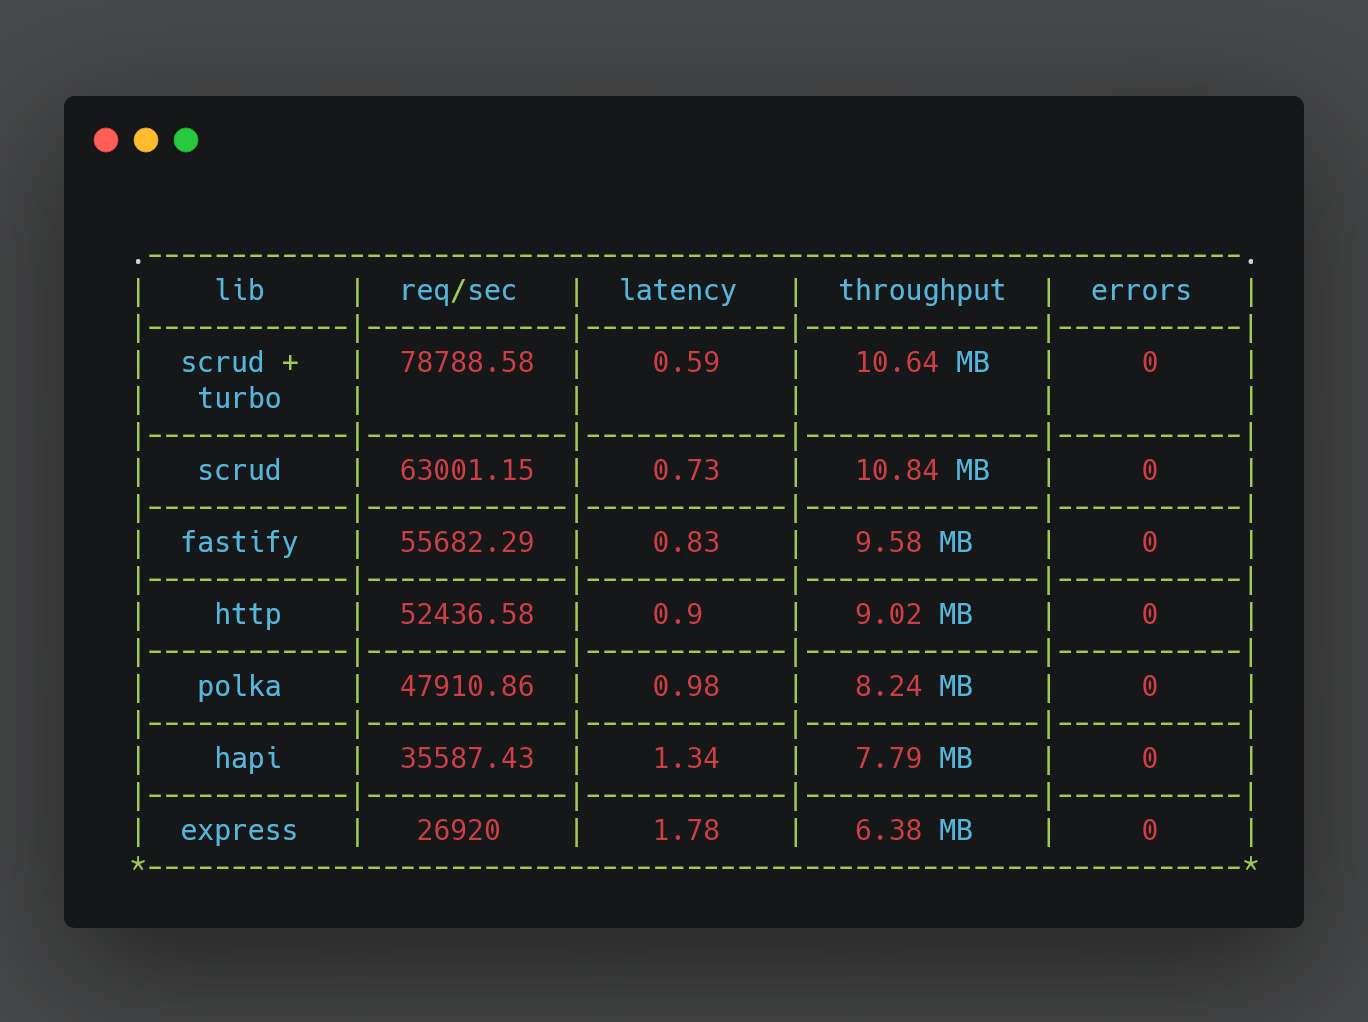 .-----------------------------------------------------------------.
|    lib     |  req/sec   |  latency   |  throughput  |  errors   |
|------------|------------|------------|--------------|-----------|
|  scrud +   |  78788.58  |    0.59    |   10.64 MB   |     0     |
|   turbo    |            |            |              |           |
|------------|------------|------------|--------------|-----------|
|   scrud    |  63001.15  |    0.73    |   10.84 MB   |     0     |
|------------|------------|------------|--------------|-----------|
|  fastify   |  55682.29  |    0.83    |   9.58 MB    |     0     |
|------------|------------|------------|--------------|-----------|
|    http    |  52436.58  |    0.9     |   9.02 MB    |     0     |
|------------|------------|------------|--------------|-----------|
|   polka    |  47910.86  |    0.98    |   8.24 MB    |     0     |
|------------|------------|------------|--------------|-----------|
|    hapi    |  35587.43  |    1.34    |   7.79 MB    |     0     |
|------------|------------|------------|--------------|-----------|
|  express   |   26920    |    1.78    |   6.38 MB    |     0     |
*-----------------------------------------------------------------*